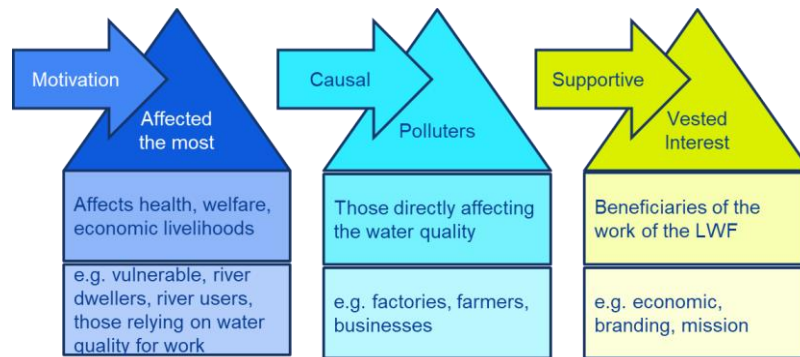 Motivation
Affected
the most
Affects health, welfare,
economic livelihoods
e.g. vulnerable, river
dwellers, river users,
those relying on water
quality for work
Causal
Polluters
Those directly affecting
the water quality
e.g. factories, farmers,
businesses
Supportive
Vested
Interest
Beneficiaries of the
work of the LWF
e.g. economic,
branding, mission